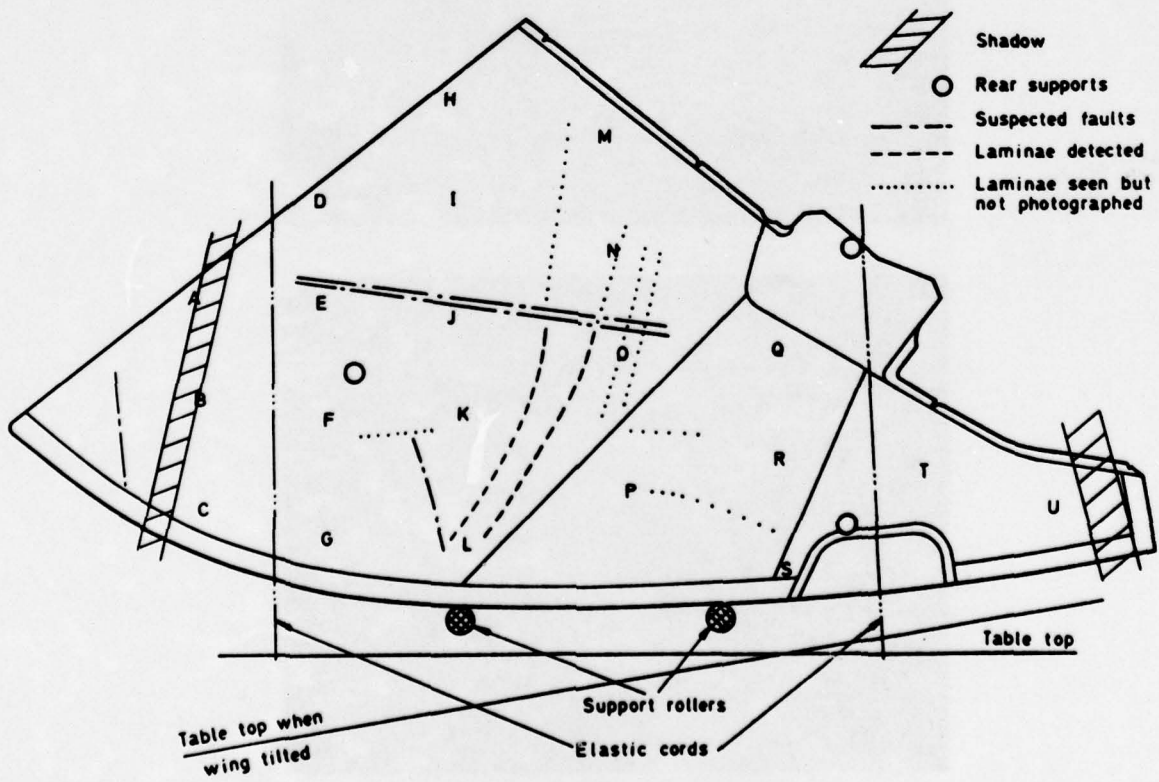 Shadow
Rear supports
Suspected faults
Laminae detected
Laminae seen but
not photographed
H
M
D
I
N
A
E
J
O
Q
B
F
K
R
T
P
C
U
G
L
S
Table top
Support rollers
Table top when
wing tilted
Elastic cords